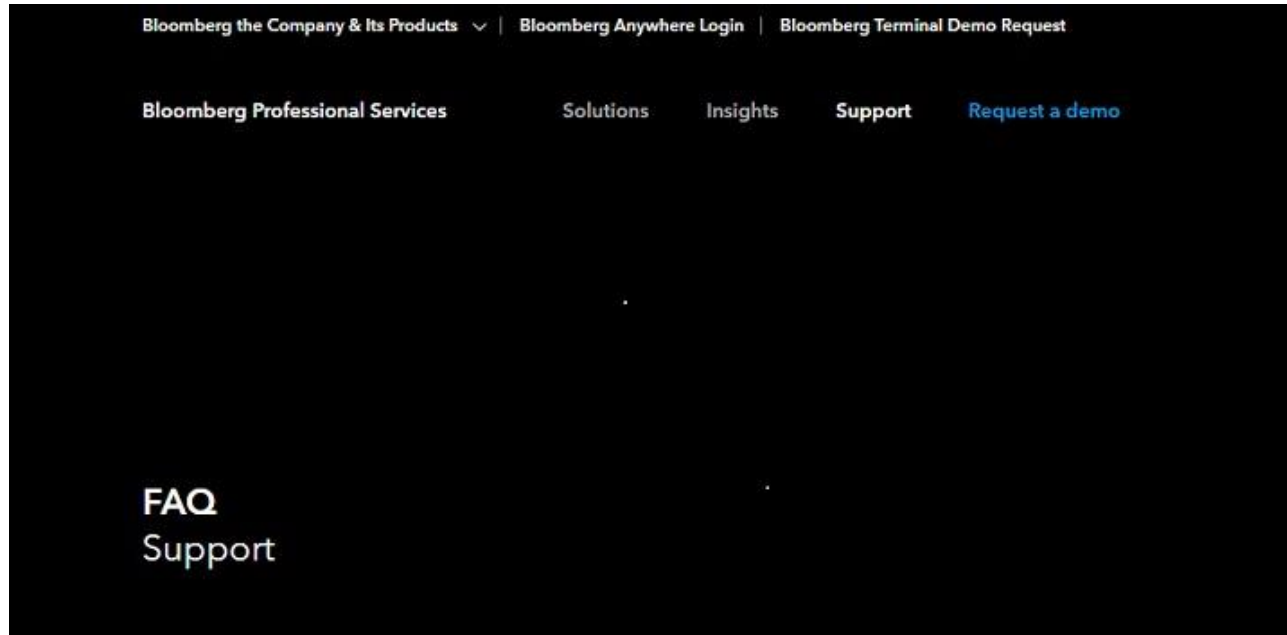 Bloomberg the Company & Its Products | Bloomberg Anywhere Login | Bloomberg Terminal Demo Request
Bloomberg Professional Services Solutions Insights Support Request a demo
FAQ
Support